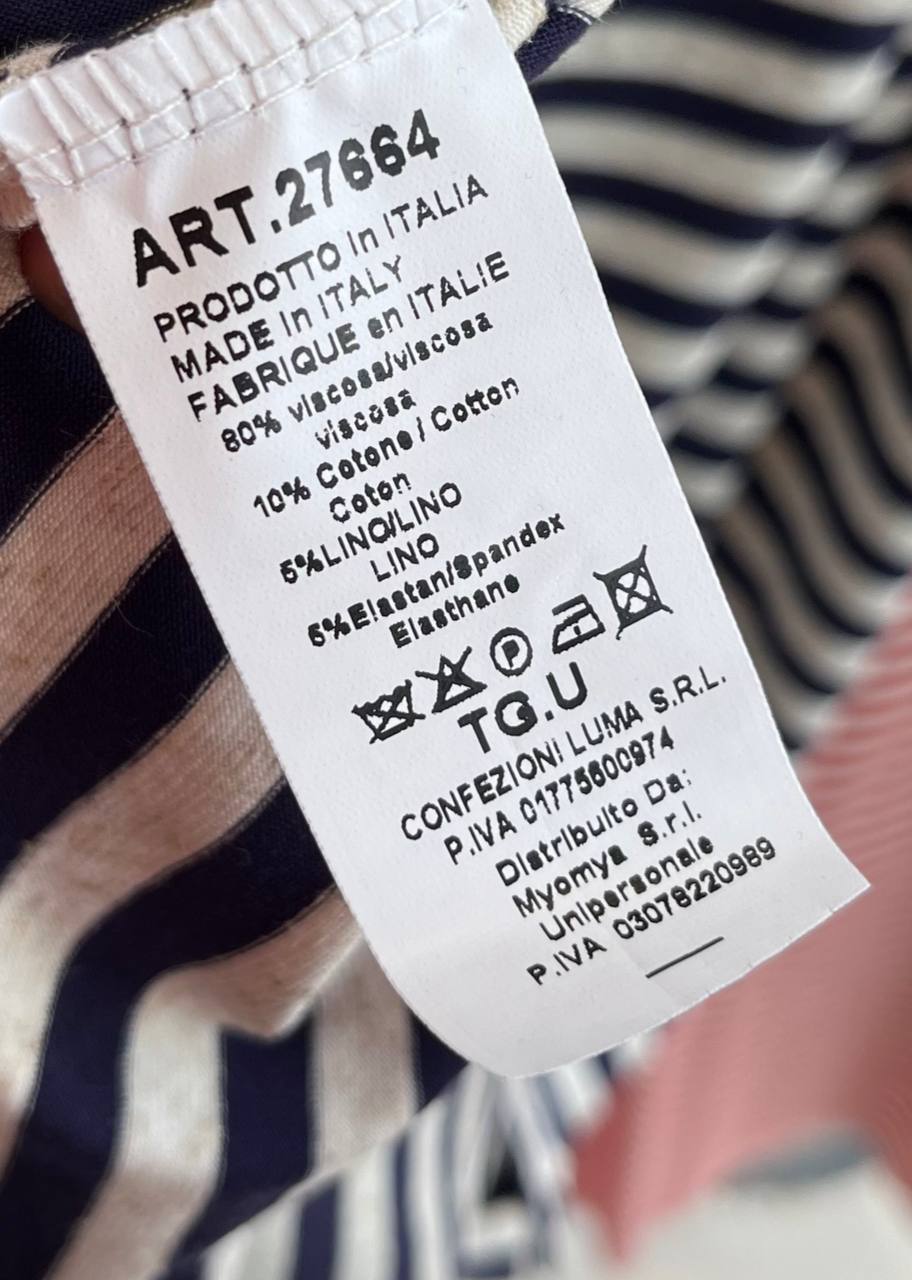 ART.27664
PRODOTTO in ITALIA
MADE in ITALY
FABRIQUE en ITALIE
80% viscosa/viscosa
viscosa
10% Cotone / Cotton
Coton
5%LINO/LINO
LINO
5%Elastan/Spandex
Elasthane
P
TG.U
CONFEZIONI LUMA S.R.L.
P.IVA 01775600974
Distribuito Da:
Myomya S.r.l.
Unipersonale
P.IVA 03078220989